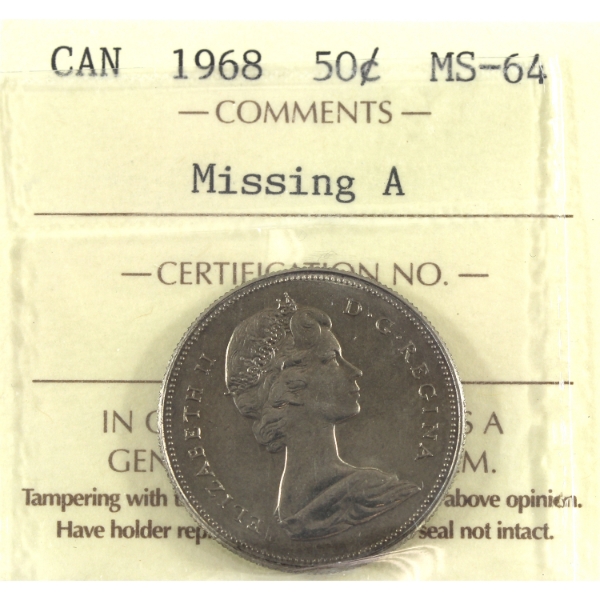 CAN 1968 50¢ MS-64
— COMMENTS —
Missing A
— CERTIFICATION NO. —
ELIZABETH II D·G·REGINA
IN A
GEN M.
Tampering with above opinion.
Have holder seal not intact.